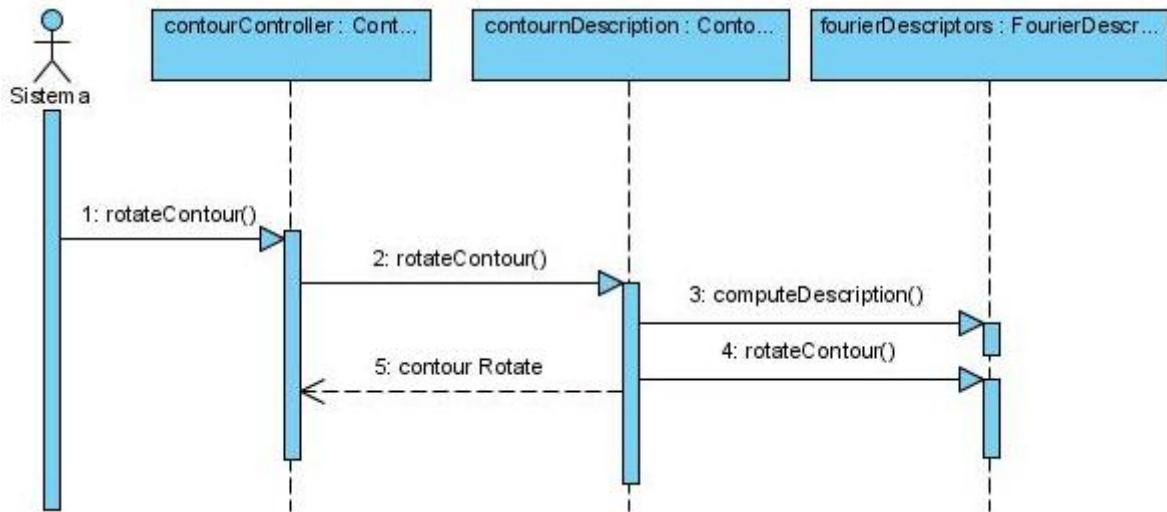 contourController : Cont...
contournDescription : Conto...
fourierDescriptors : FourierDescr...
Sistema
1: rotateContour()
2: rotateContour()
3: computeDescription()
4: rotateContour()
5: contour Rotate